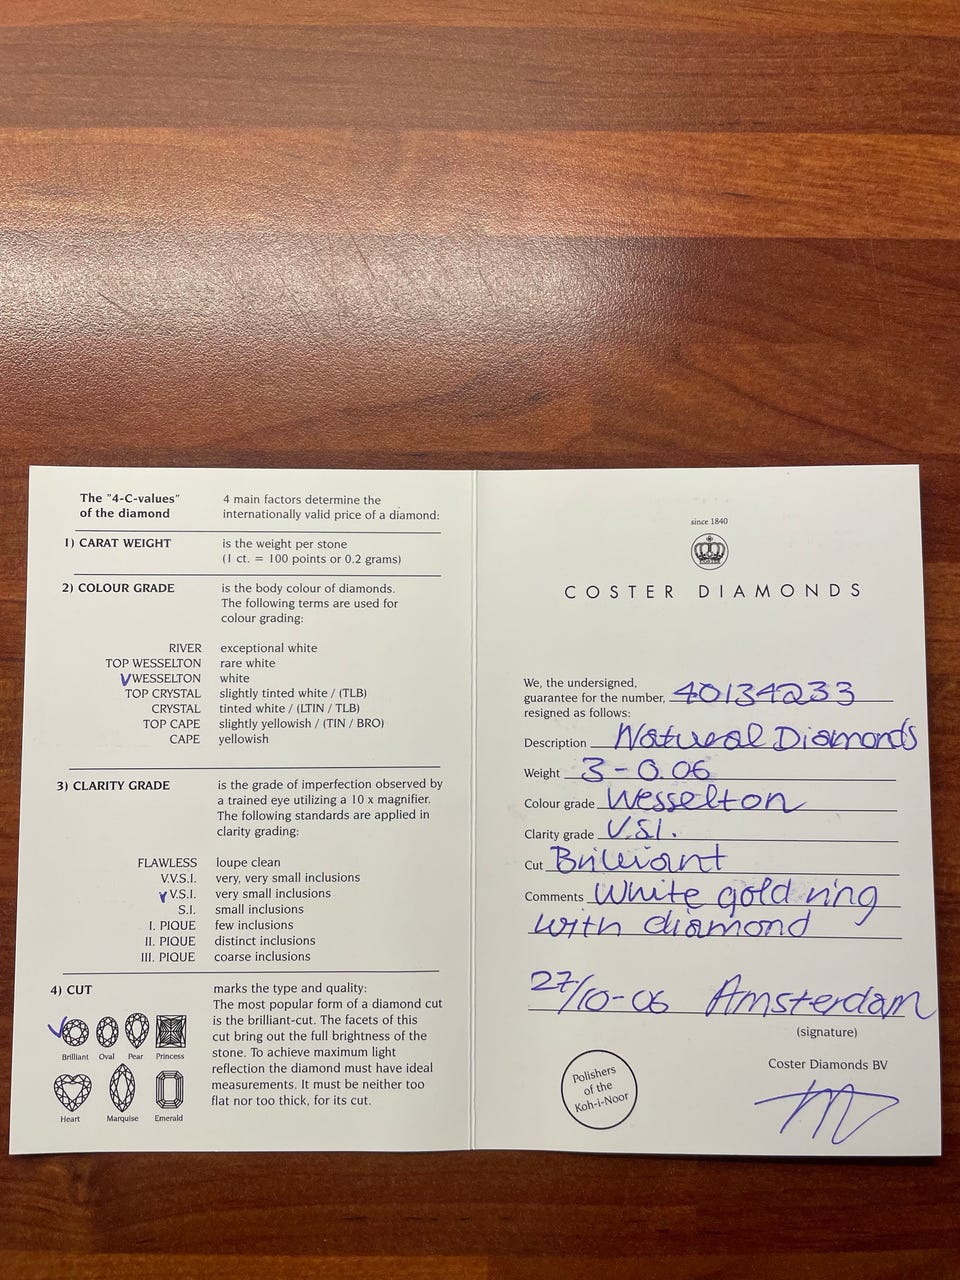 The "4-C-values"
of the diamond
4 main factors determine the
internationally valid price of a diamond:
1) CARAT WEIGHT
is the weight per stone
(1 ct. = 100 points or 0.2 grams)
2) COLOUR GRADE
is the body colour of diamonds.
The following terms are used for
colour grading:
RIVER exceptional white
TOP WESSELTON rare white
WESSELTON white
TOP CRYSTAL slightly tinted white / (TLB)
CRYSTAL tinted white / (LTIN / TLB)
TOP CAPE slightly yellowish / (TIN / BRO)
CAPE yellowish
3) CLARITY GRADE
is the grade of imperfection observed by
a trained eye utilizing a 10 x magnifier.
The following standards are applied in
clarity grading:
FLAWLESS loupe clean
V.V.S.I. very, very small inclusions
V.S.I. very small inclusions
S.I. small inclusions
I. PIQUE few inclusions
II. PIQUE distinct inclusions
III. PIQUE coarse inclusions
4) CUT
marks the type and quality:
The most popular form of a diamond cut
is the brilliant-cut. The facets of this
cut bring out the full brightness of the
stone. To achieve maximum light
reflection the diamond must have ideal
measurements. It must be neither too
flat nor too thick, for its cut.
Brilliant Oval Pear Princess
Heart Marquise Emerald
since 1840
COSTER DIAMONDS
We, the undersigned,
guarantee for the number, 40134233
resigned as follows:
Description Natural Diamonds
Weight 3-0.06
Colour grade Wesselton
Clarity grade V.S.I.
Cut Brilliant
Comments White gold ring
with diamond
27/10-06 Amsterdam
(signature)
Coster Diamonds BV
Polishers
of the
Koh-i-Noor